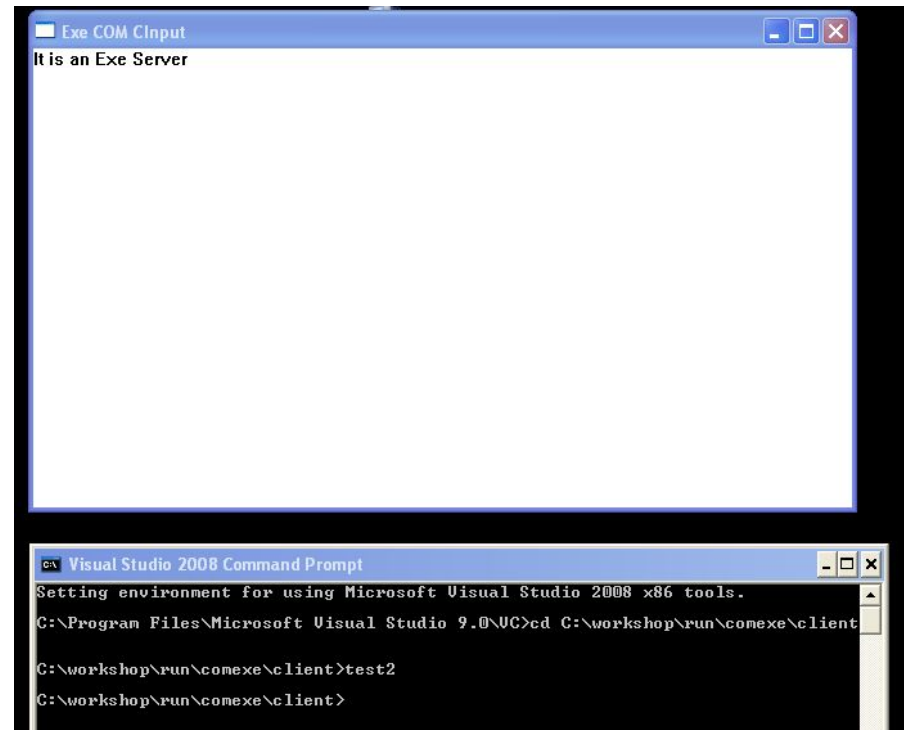 Exe COM CInput
It is an Exe Server
Visual Studio 2008 Command Prompt
Setting environment for using Microsoft Visual Studio 2008 x86 tools.
C:\Program Files\Microsoft Visual Studio 9.0\VC>cd C:\workshop\run\comexe\client
C:\workshop\run\comexe\client>test2
C:\workshop\run\comexe\client>